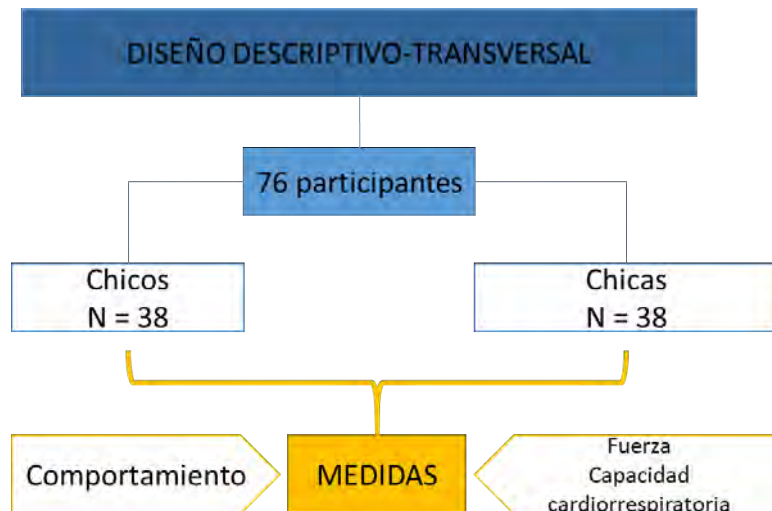 DISEÑO DESCRIPTIVO-TRANSVERSAL
76 participantes
Chicos
N = 38
Chicas
N = 38
Comportamiento
MEDIDAS
Fuerza
Capacidad
cardiorrespiratoria